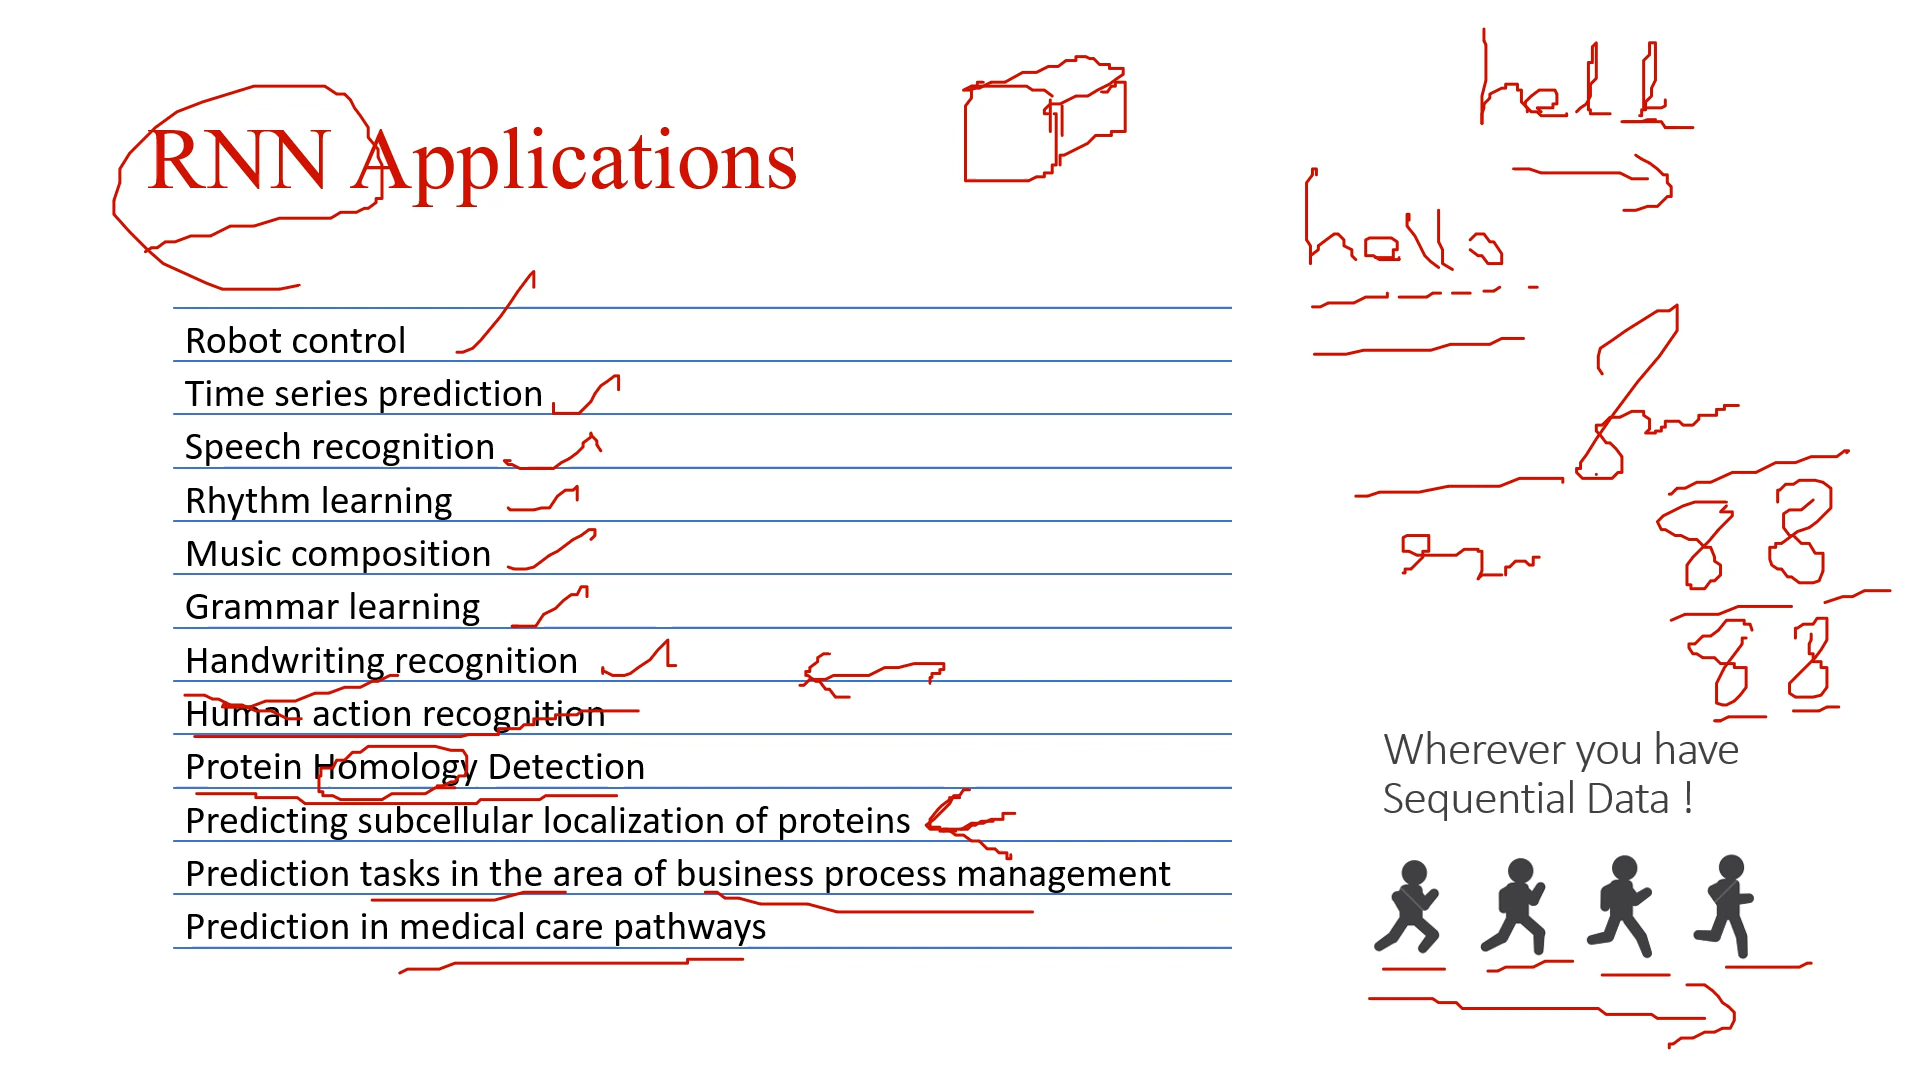 RNN Applications
Robot control
Time series prediction
Speech recognition
Rhythm learning
Music composition
Grammar learning
Handwriting recognition
Human action recognition
Protein Homology Detection
Predicting subcellular localization of proteins
Prediction tasks in the area of business process management
Prediction in medical care pathways
hell
Wherever you have
Sequential Data !